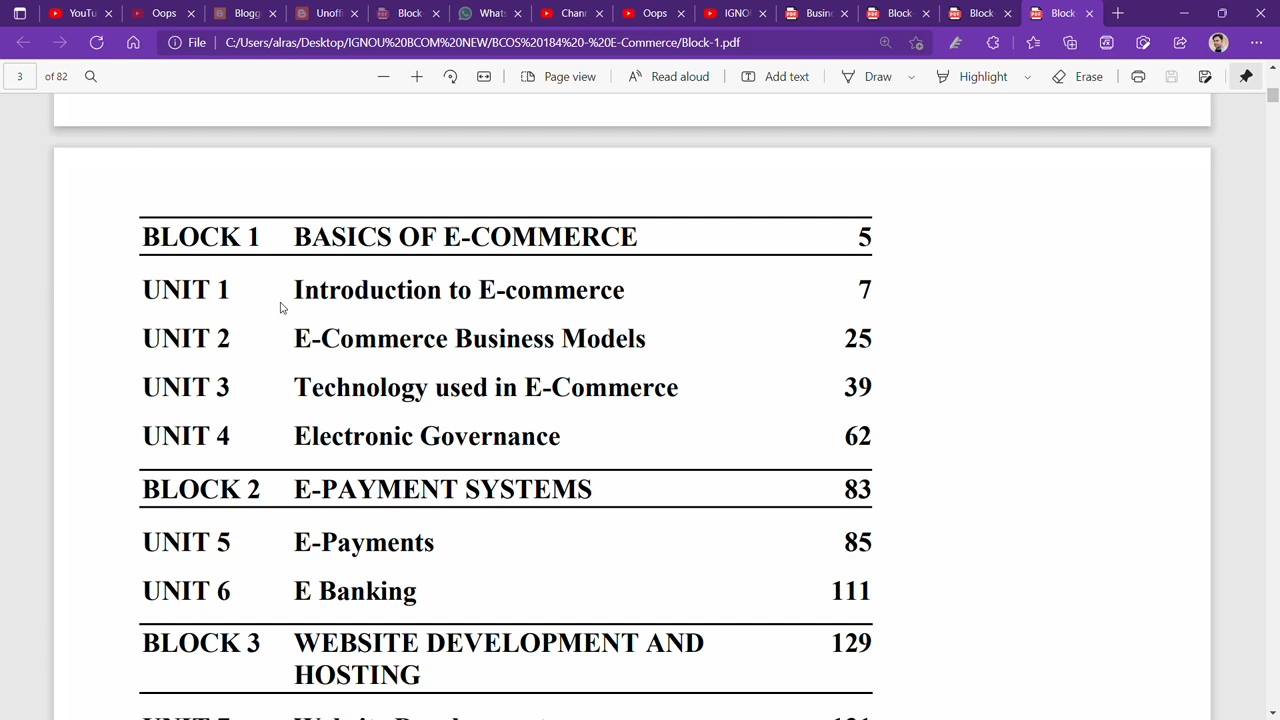 YouTu Oops Blogg Unoffi Block What: Chann Oops IGNO Busine Block Block Block
File C:/Users/alras/Desktop/IGNOU%20BCOM%20NEW/BCOS%20184%20-%20E-Commerce/Block-1.pdf
3 of 82 Page view Read aloud Add text Draw Highlight Erase
BLOCK 1 BASICS OF E-COMMERCE 5
UNIT 1 Introduction to E-commerce 7
UNIT 2 E-Commerce Business Models 25
UNIT 3 Technology used in E-Commerce 39
UNIT 4 Electronic Governance 62
BLOCK 2 E-PAYMENT SYSTEMS 83
UNIT 5 E-Payments 85
UNIT 6 E Banking 111
BLOCK 3 WEBSITE DEVELOPMENT AND 129
HOSTING